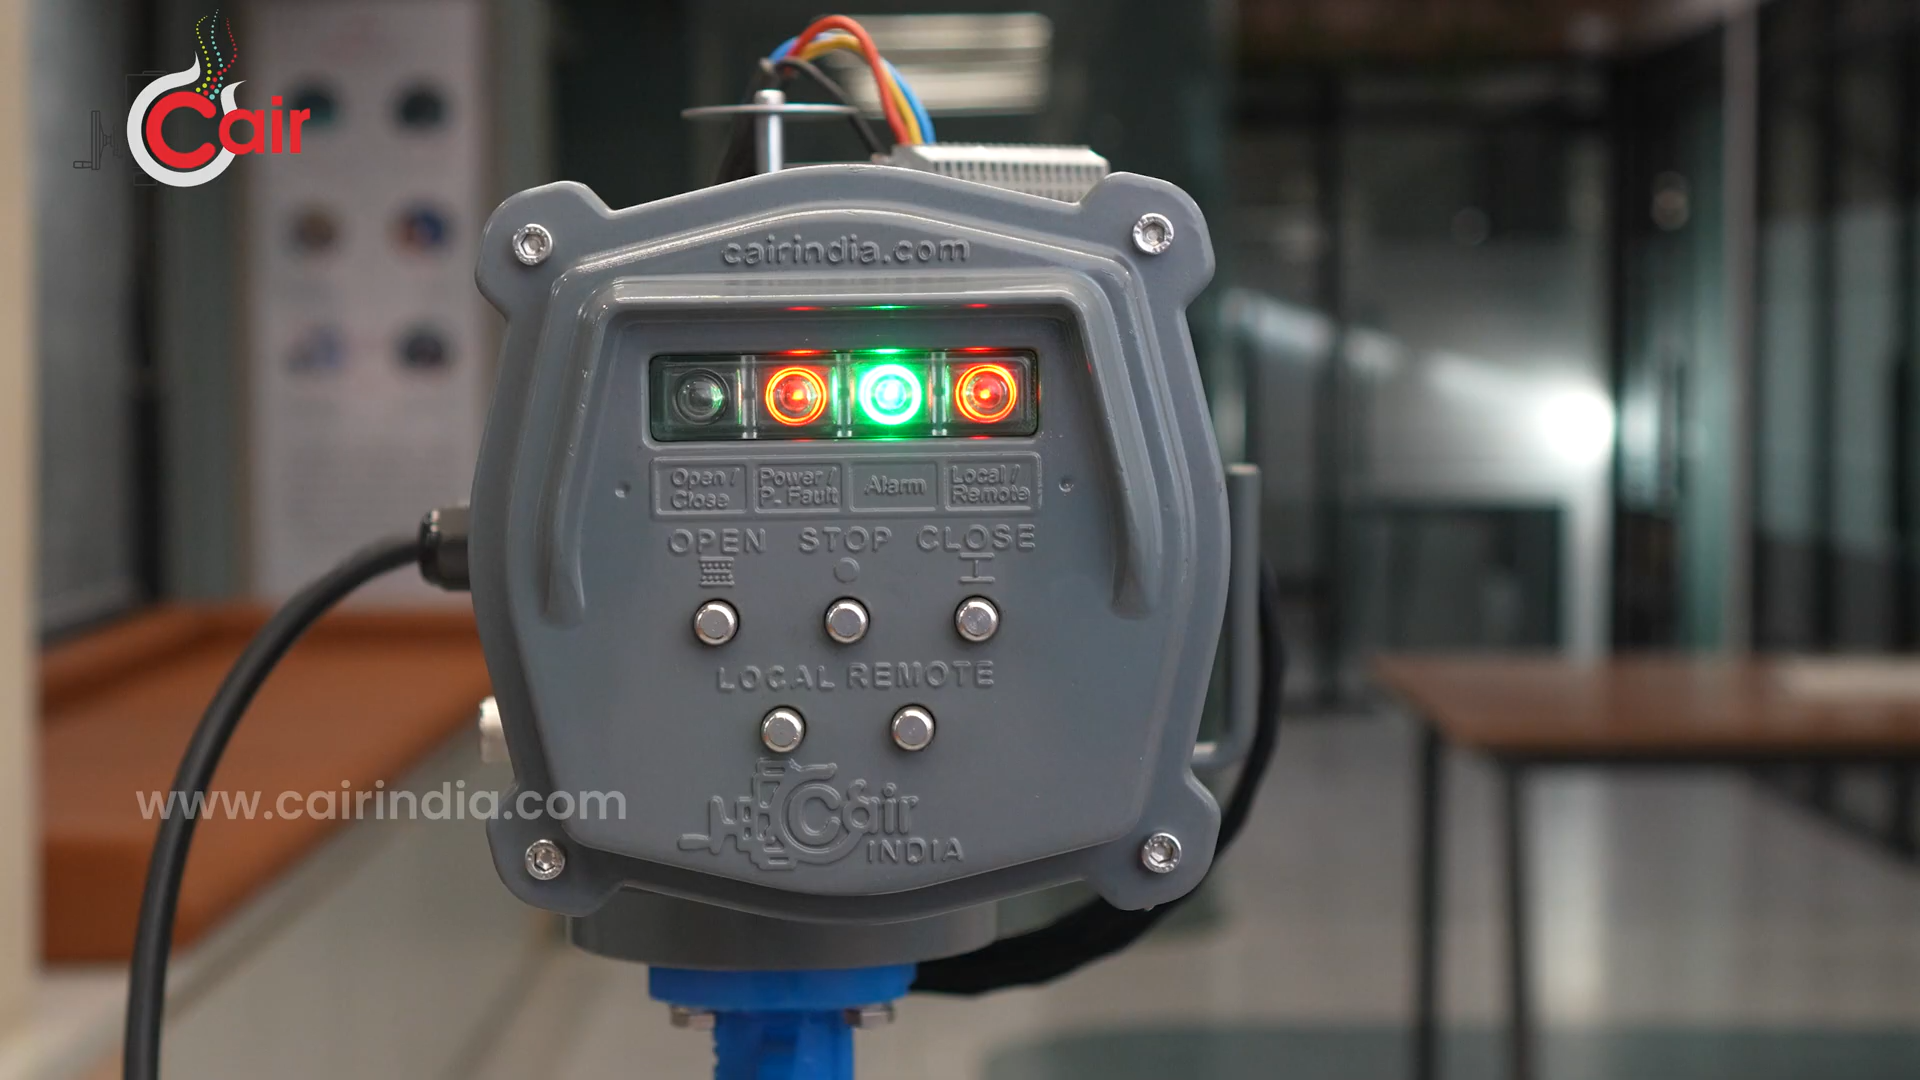 Cair
cairindia.com
Open / Close
Power / P. Fault
Alarm
Local / Remote
OPEN STOP CLOSE
LOCAL REMOTE
www.cairindia.com
Cair
INDIA